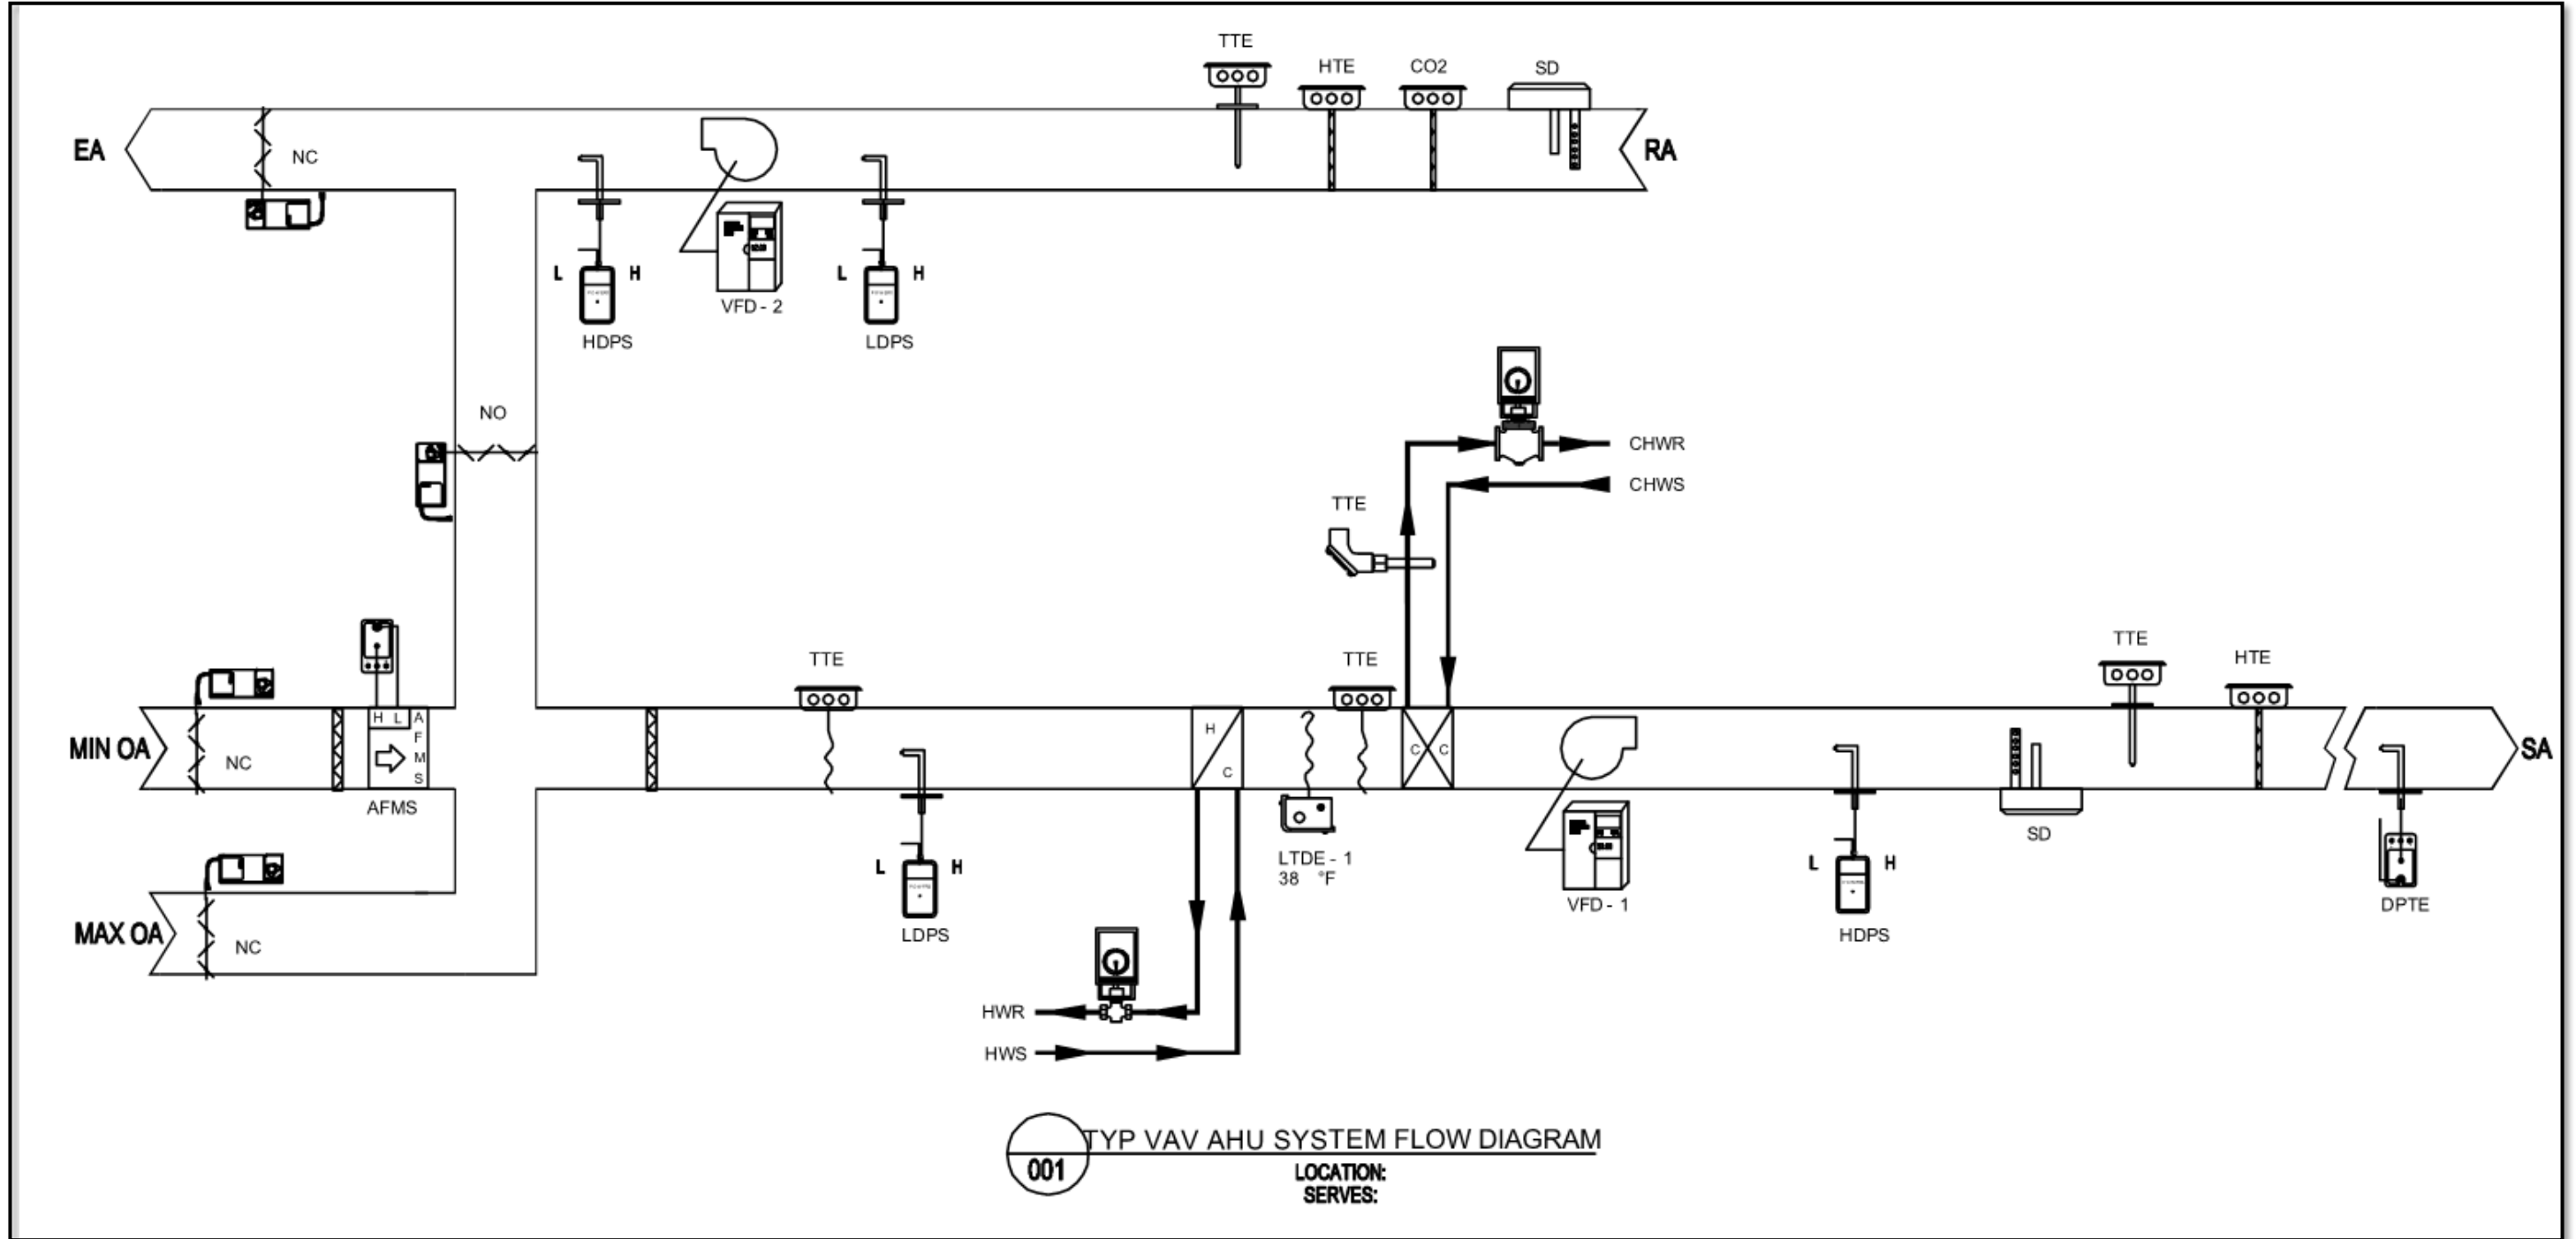 TTE
HTE
CO2
SD
EA
NC
RA
L H
VFD - 2
L H
HDPS
LDPS
NO
CHWR
CHWS
TTE
TTE
TTE
TTE
HTE
H L A
F
M
S
MIN OA
NC
AFMS
H
C
C C
SA
SD
LTDE - 1
38 °F
L H
LDPS
VFD - 1
L H
HDPS
DPTE
MAX OA
NC
HWR
HWS
TYP VAV AHU SYSTEM FLOW DIAGRAM
001
LOCATION:
SERVES: